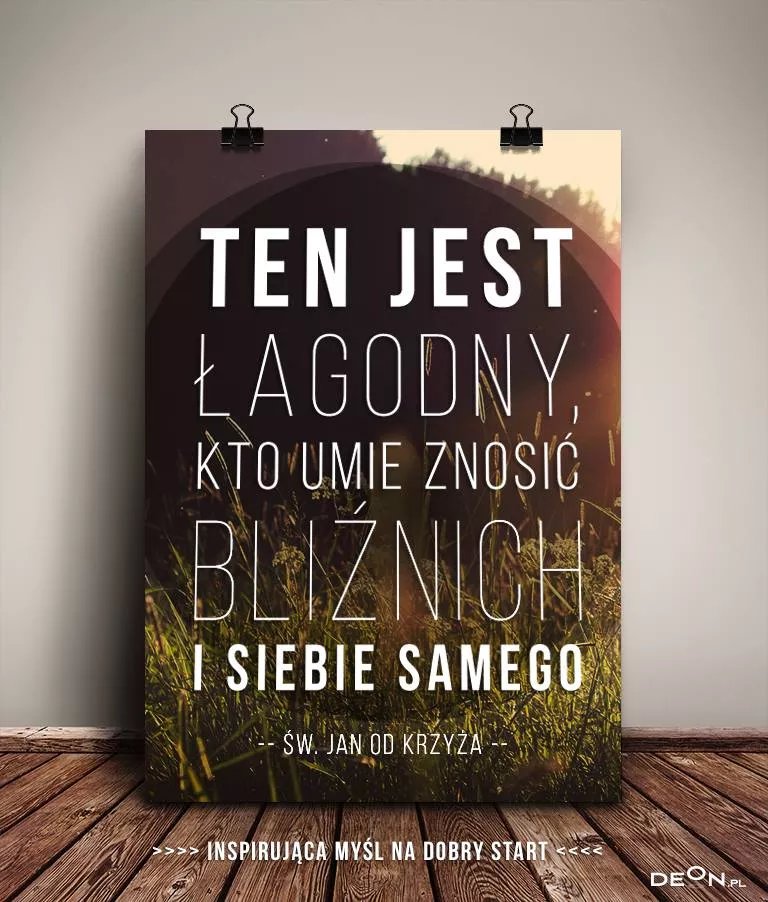 TEN JEST
ŁAGODNY,
KTO UMIE ZNOSIĆ
BLIŹNICH
I SIEBIE SAMEGO
-- ŚW. JAN OD KRZYŻA --
>>>> INSPIRUJĄCA MYŚL NA DOBRY START <<<<
DEON.PL